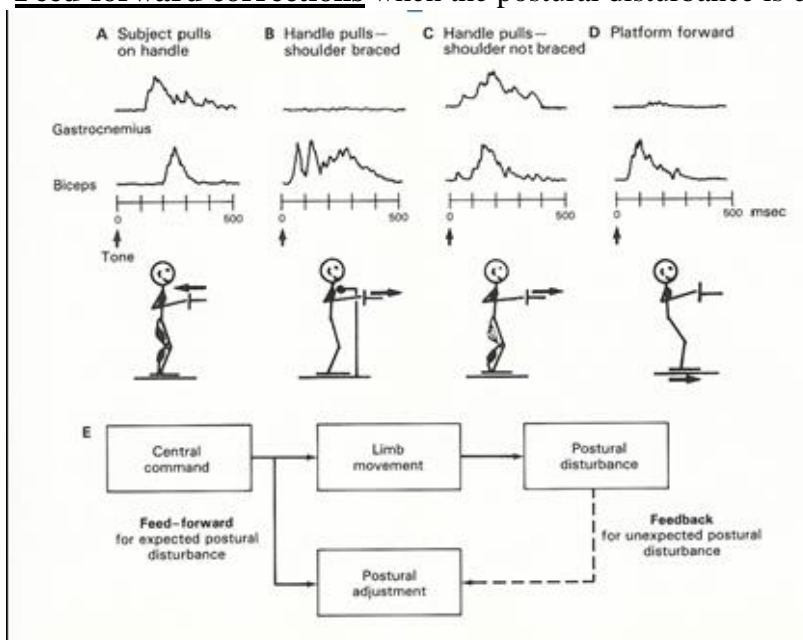 Feed-forward corrections when the postural disturbance is
A Subject pulls on handle
B Handle pulls— shoulder braced
C Handle pulls— shoulder not braced
D Platform forward
Gastrocnemius
Biceps
0 500
0 500
0 500
0 500 msec
Tone
E
Central command
Limb movement
Postural disturbance
Feed-forward for expected postural disturbance
Feedback for unexpected postural disturbance
Postural adjustment